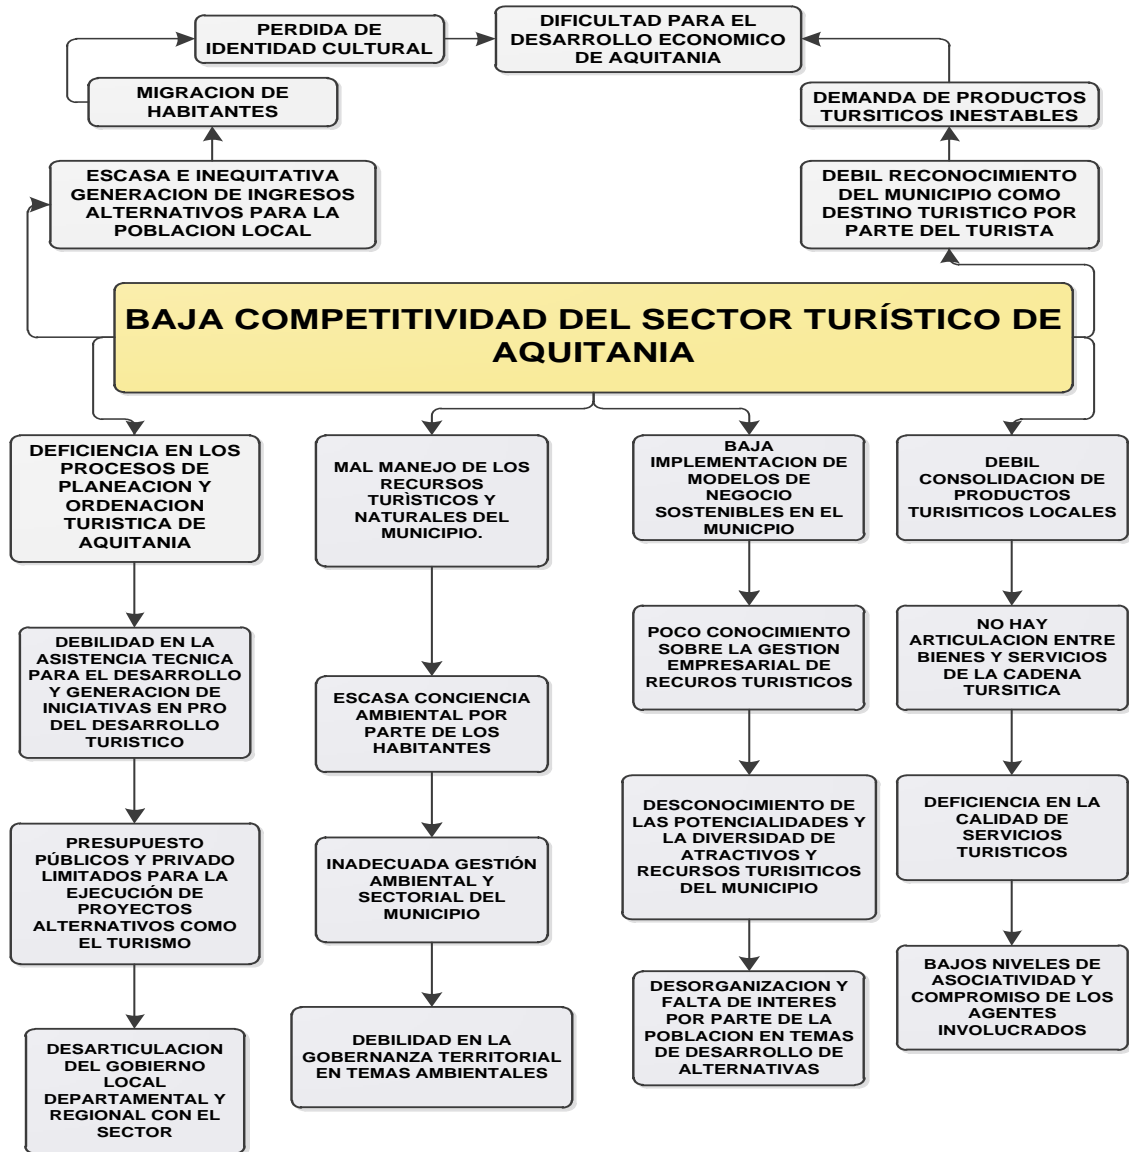 PERDIDA DE
IDENTIDAD CULTURAL
DIFICULTAD PARA EL
DESARROLLO ECONOMICO
DE AQUITANIA
MIGRACION DE
HABITANTES
DEMANDA DE PRODUCTOS
TURSITICOS INESTABLES
ESCASA E INEQUITATIVA
GENERACION DE INGRESOS
ALTERNATIVOS PARA LA
POBLACION LOCAL
DEBIL RECONOCIMIENTO
DEL MUNICIPIO COMO
DESTINO TURISTICO POR
PARTE DEL TURISTA
BAJA COMPETITIVIDAD DEL SECTOR TURÍSTICO DE
AQUITANIA
DEFICIENCIA EN LOS
PROCESOS DE
PLANEACION Y
ORDENACION
TURISTICA DE
AQUITANIA
MAL MANEJO DE LOS
RECURSOS
TURÌSTICOS Y
NATURALES DEL
MUNICIPIO.
BAJA
IMPLEMENTACION DE
MODELOS DE
NEGOCIO
SOSTENIBLES EN EL
MUNICPIO
DEBIL
CONSOLIDACION DE
PRODUCTOS
TURISITICOS LOCALES
DEBILIDAD EN LA
ASISTENCIA TECNICA
PARA EL DESARROLLO
Y GENERACION DE
INICIATIVAS EN PRO
DEL DESARROLLO
TURISTICO
ESCASA CONCIENCIA
AMBIENTAL POR
PARTE DE LOS
HABITANTES
POCO CONOCIMIENTO
SOBRE LA GESTION
EMPRESARIAL DE
RECUROS TURISTICOS
NO HAY
ARTICULACION ENTRE
BIENES Y SERVICIOS
DE LA CADENA
TURSITICA
PRESUPUESTO
PÚBLICOS Y PRIVADO
LIMITADOS PARA LA
EJECUCIÓN DE
PROYECTOS
ALTERNATIVOS COMO
EL TURISMO
INADECUADA GESTIÓN
AMBIENTAL Y
SECTORIAL DEL
MUNICIPIO
DESCONOCIMIENTO DE
LAS POTENCIALIDADES Y
LA DIVERSIDAD DE
ATRACTIVOS Y
RECURSOS TURISITICOS
DEL MUNICIPIO
DEFICIENCIA EN LA
CALIDAD DE
SERVICIOS
TURISTICOS
DESARTICULACION
DEL GOBIERNO
LOCAL
DEPARTAMENTAL Y
REGIONAL CON EL
SECTOR
DEBILIDAD EN LA
GOBERNANZA TERRITORIAL
EN TEMAS AMBIENTALES
DESORGANIZACION Y
FALTA DE INTERES
POR PARTE DE LA
POBLACION EN TEMAS
DE DESARROLLO DE
ALTERNATIVAS
BAJOS NIVELES DE
ASOCIATIVIDAD Y
COMPROMISO DE LOS
AGENTES
INVOLUCRADOS